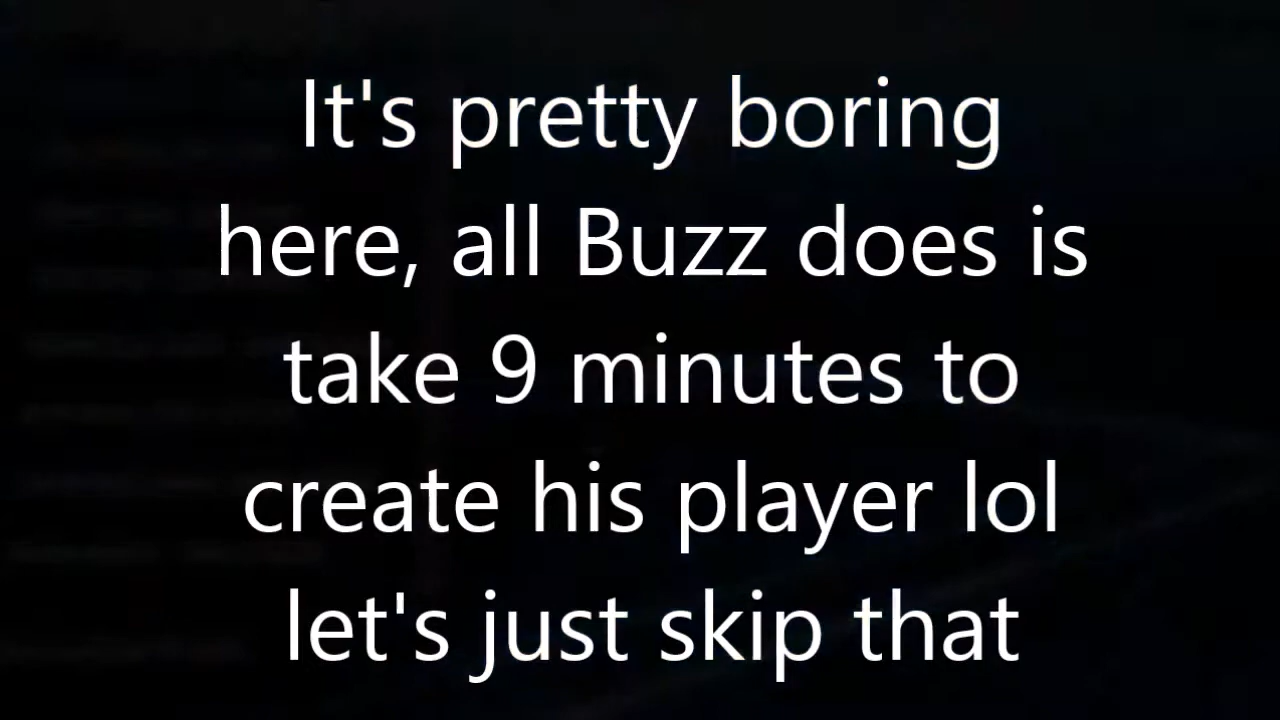 It's pretty boring
here, all Buzz does is
take 9 minutes to
create his player lol
let's just skip that